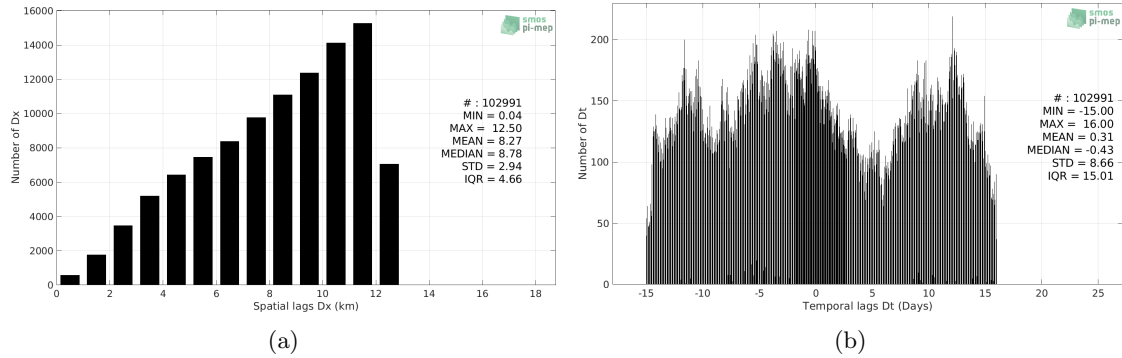 16000
14000
12000
10000
8000
6000
4000
2000
0
Number of Dx
0 2 4 6 8 10 12 14 16 18
Spatial lags Dx (km)
smos
pi-mep
# : 102991
MIN = 0.04
MAX = 12.50
MEAN = 8.27
MEDIAN = 8.78
STD = 2.94
IQR = 4.66
(a)
200
150
100
50
0
Number of Dt
-15 -10 -5 0 5 10 15 20 25
Temporal lags Dt (Days)
smos
pi-mep
# : 102991
MIN = -15.00
MAX = 16.00
MEAN = 0.31
MEDIAN = -0.43
STD = 8.66
IQR = 15.01
(b)